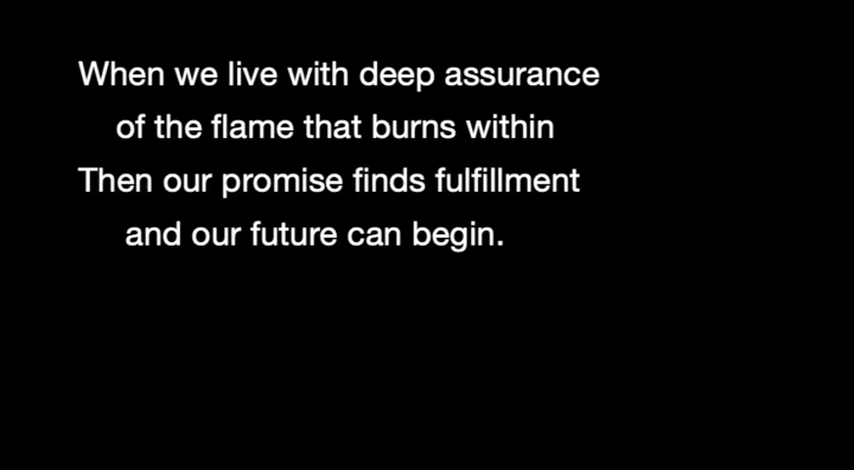 When we live with deep assurance
of the flame that burns within
Then our promise finds fulfillment
and our future can begin.